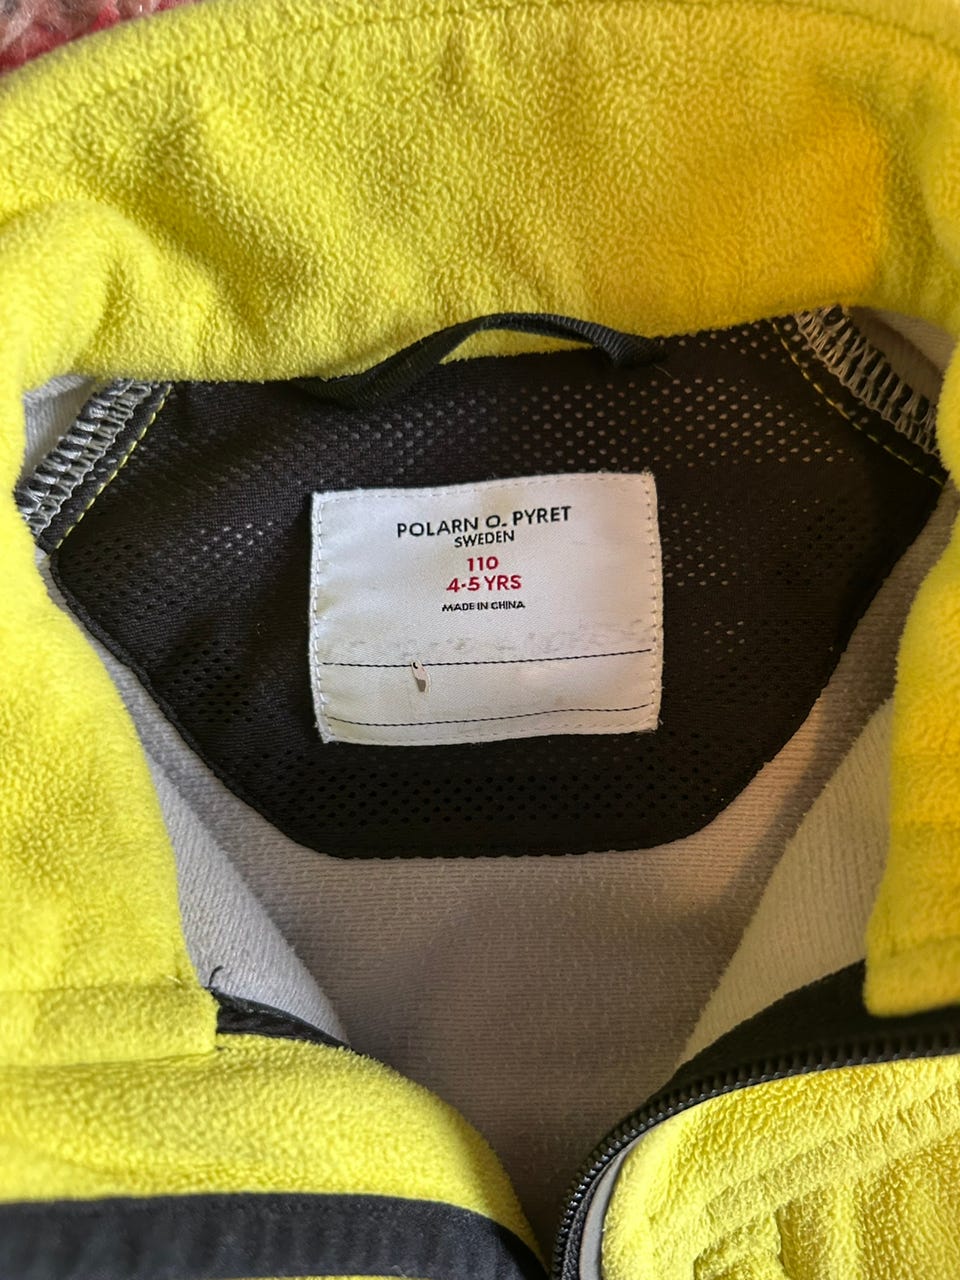 POLARN O. PYRET
SWEDEN
110
4-5 YRS
MADE IN CHINA